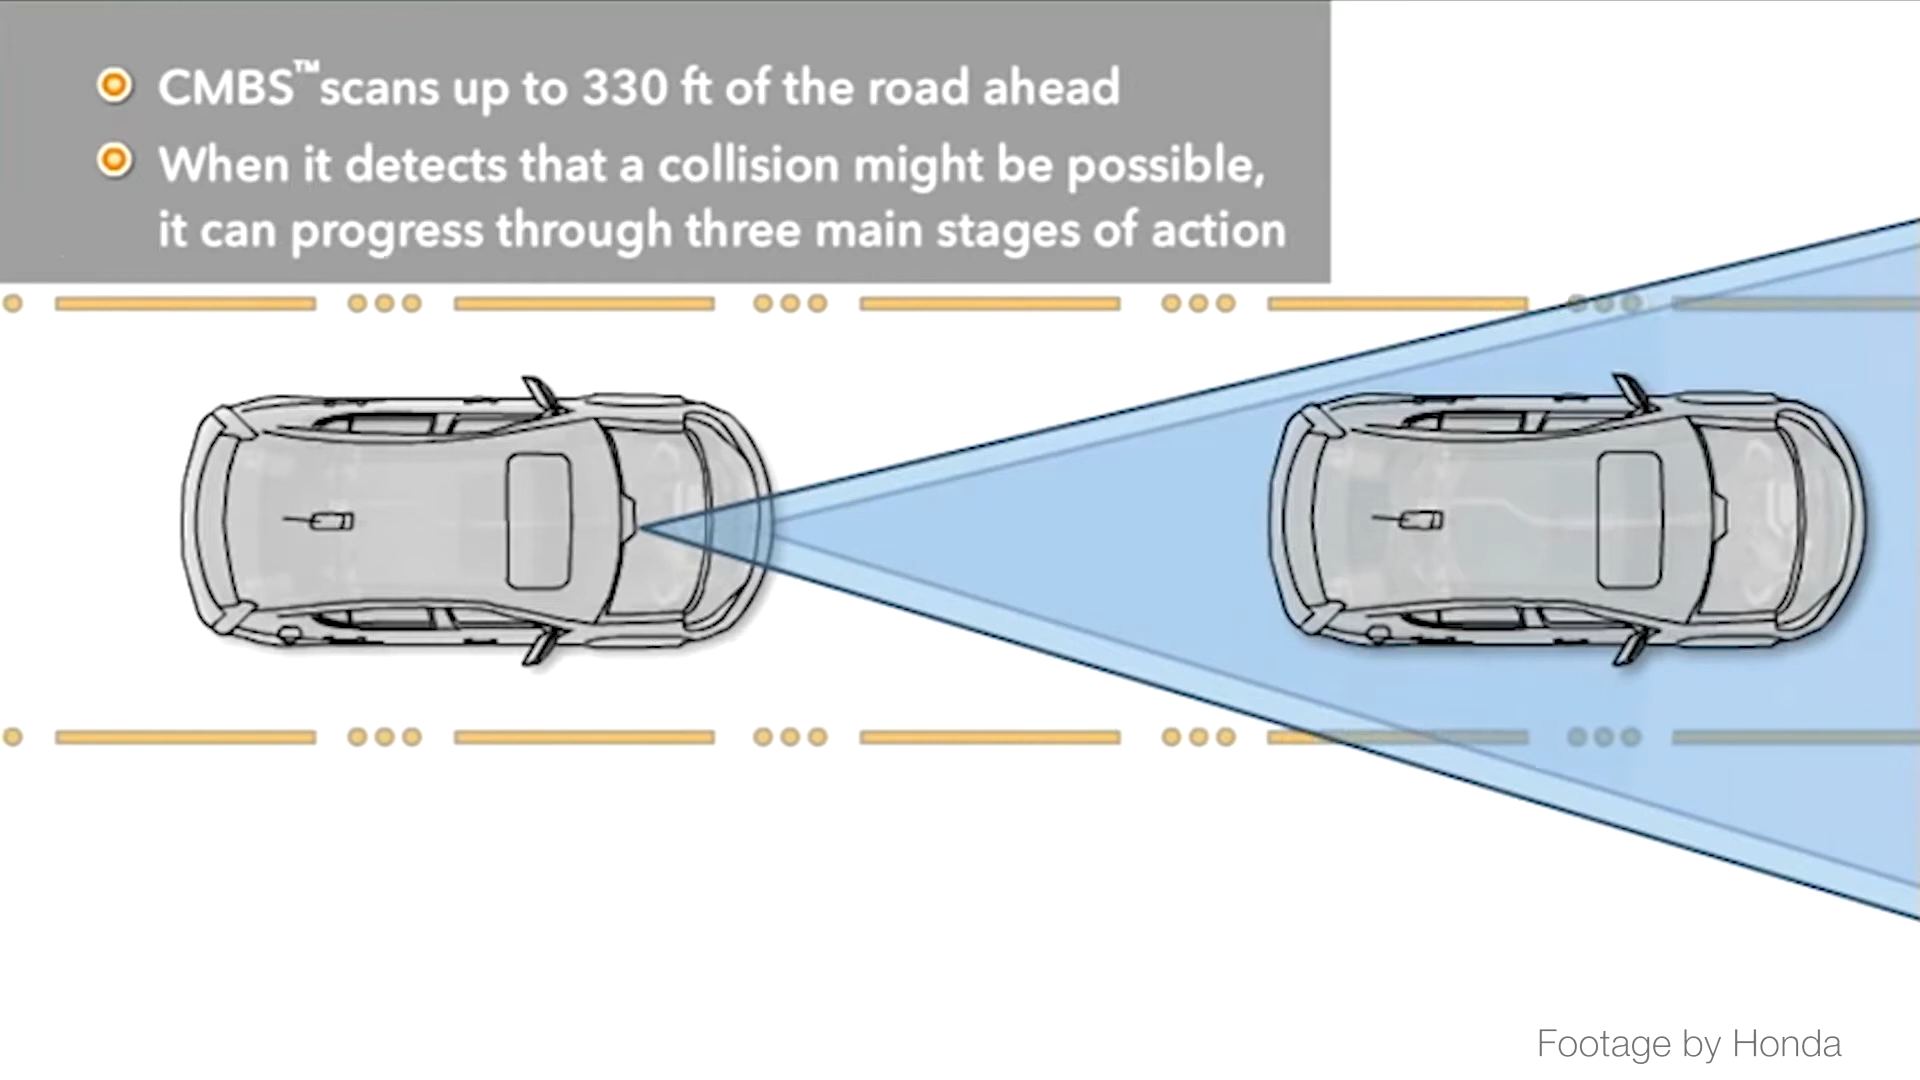 CMBS™ scans up to 330 ft of the road ahead
When it detects that a collision might be possible,
it can progress through three main stages of action
Footage by Honda